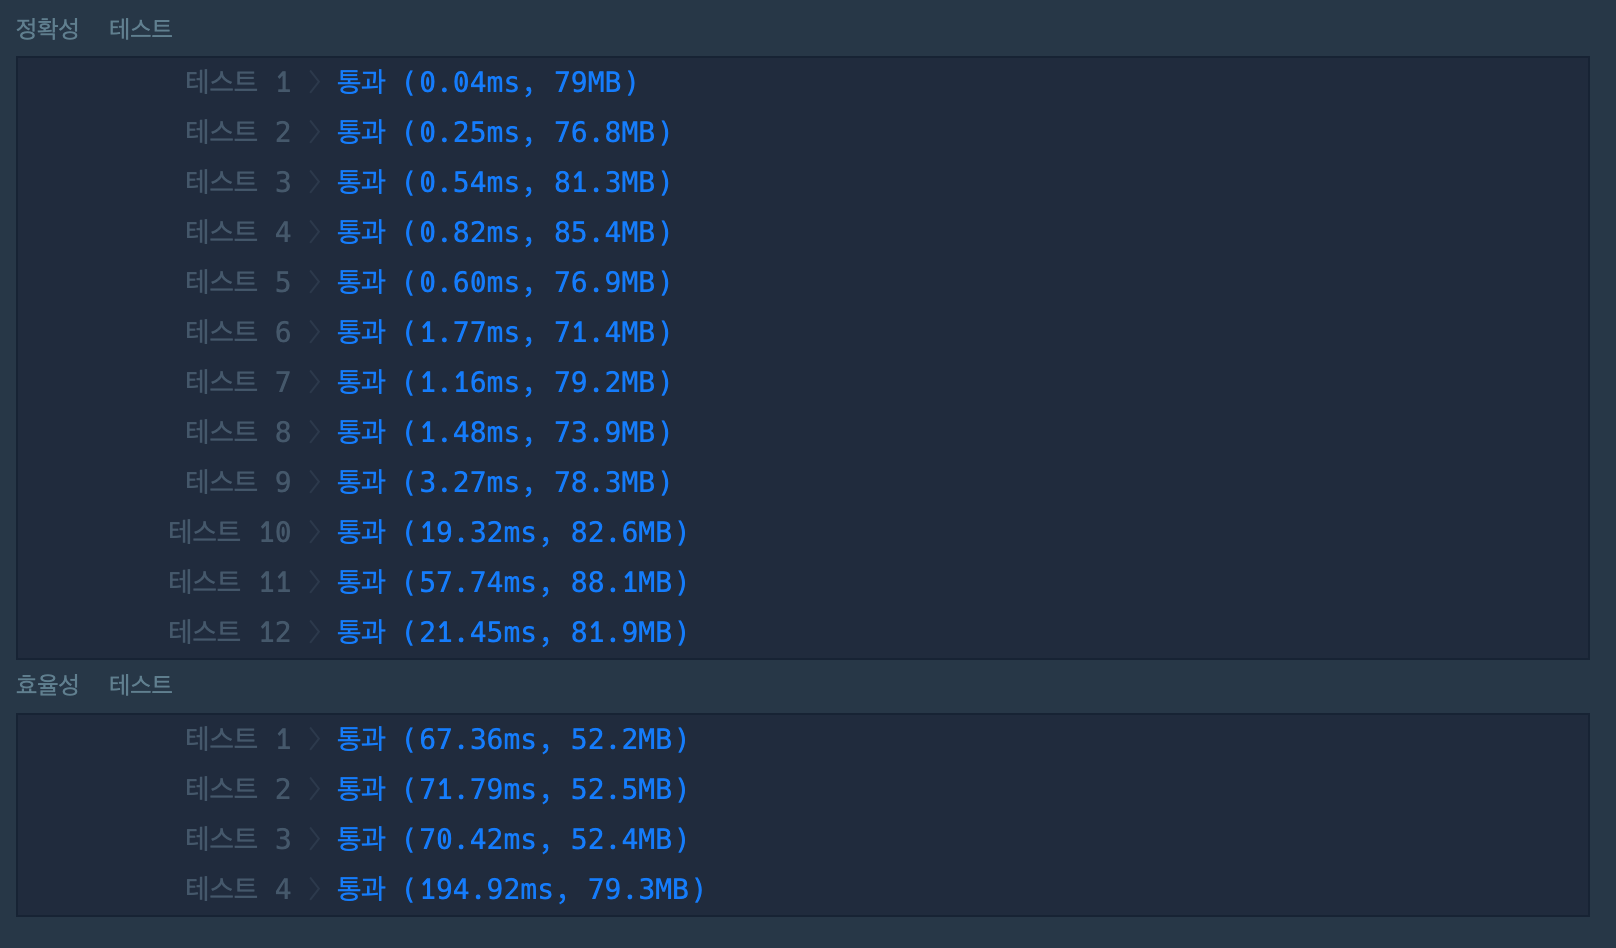 정확성 테스트
테스트 1 〉 통과 (0.04ms, 79MB)
테스트 2 〉 통과 (0.25ms, 76.8MB)
테스트 3 〉 통과 (0.54ms, 81.3MB)
테스트 4 〉 통과 (0.82ms, 85.4MB)
테스트 5 〉 통과 (0.60ms, 76.9MB)
테스트 6 〉 통과 (1.77ms, 71.4MB)
테스트 7 〉 통과 (1.16ms, 79.2MB)
테스트 8 〉 통과 (1.48ms, 73.9MB)
테스트 9 〉 통과 (3.27ms, 78.3MB)
테스트 10 〉 통과 (19.32ms, 82.6MB)
테스트 11 〉 통과 (57.74ms, 88.1MB)
테스트 12 〉 통과 (21.45ms, 81.9MB)
효율성 테스트
테스트 1 〉 통과 (67.36ms, 52.2MB)
테스트 2 〉 통과 (71.79ms, 52.5MB)
테스트 3 〉 통과 (70.42ms, 52.4MB)
테스트 4 〉 통과 (194.92ms, 79.3MB)